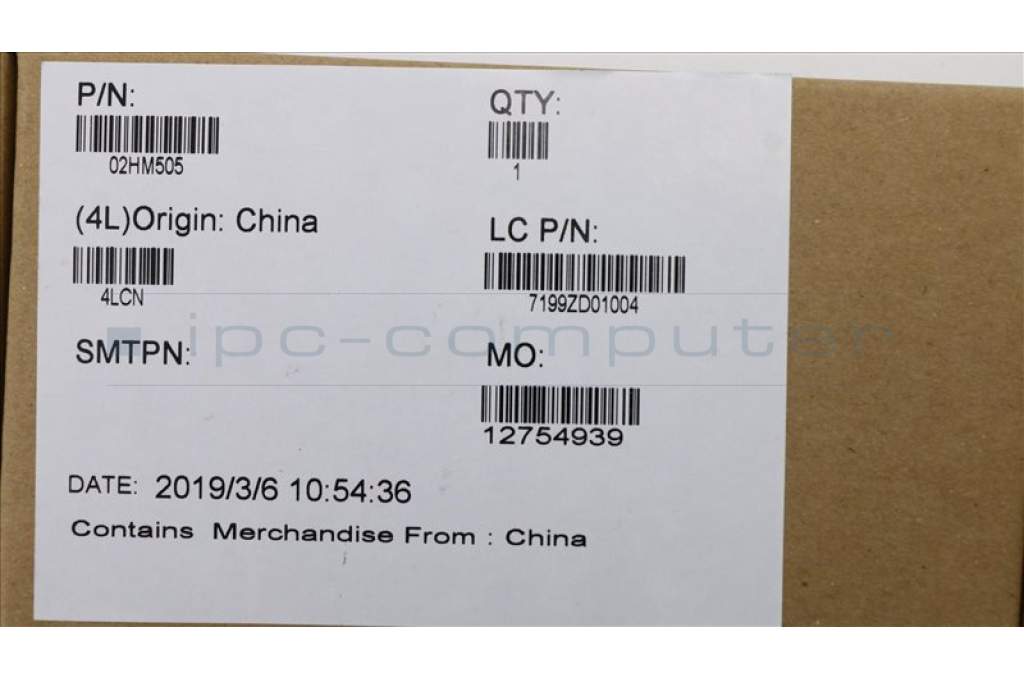 P/N:
02HM505
QTY:
1
(4L)Origin: China
4LCN
LC P/N:
7199ZD01004
ipc-computer
SMTPN:
MO:
12754939
DATE: 2019/3/6 10:54:36
Contains Merchandise From : China